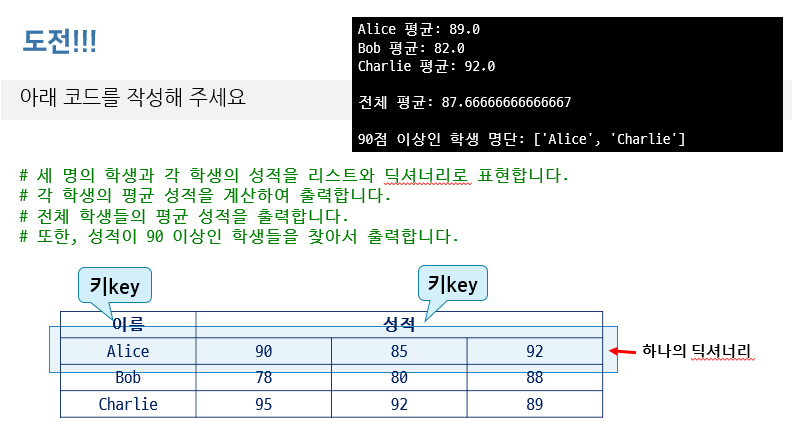 도전!!!
아래 코드를 작성해 주세요
Alice 평균: 89.0
Bob 평균: 82.0
Charlie 평균: 92.0
전체 평균: 87.66666666666667
90점 이상인 학생 명단: ['Alice', 'Charlie']
# 세 명의 학생과 각 학생의 성적을 리스트와 딕셔너리로 표현합니다.
# 각 학생의 평균 성적을 계산하여 출력합니다.
# 전체 학생들의 평균 성적을 출력합니다.
# 또한, 성적이 90 이상인 학생들을 찾아서 출력합니다.
키key 키key
이름 성적
Alice 90 85 92
하나의 딕셔너리
Bob 78 80 88
Charlie 95 92 89